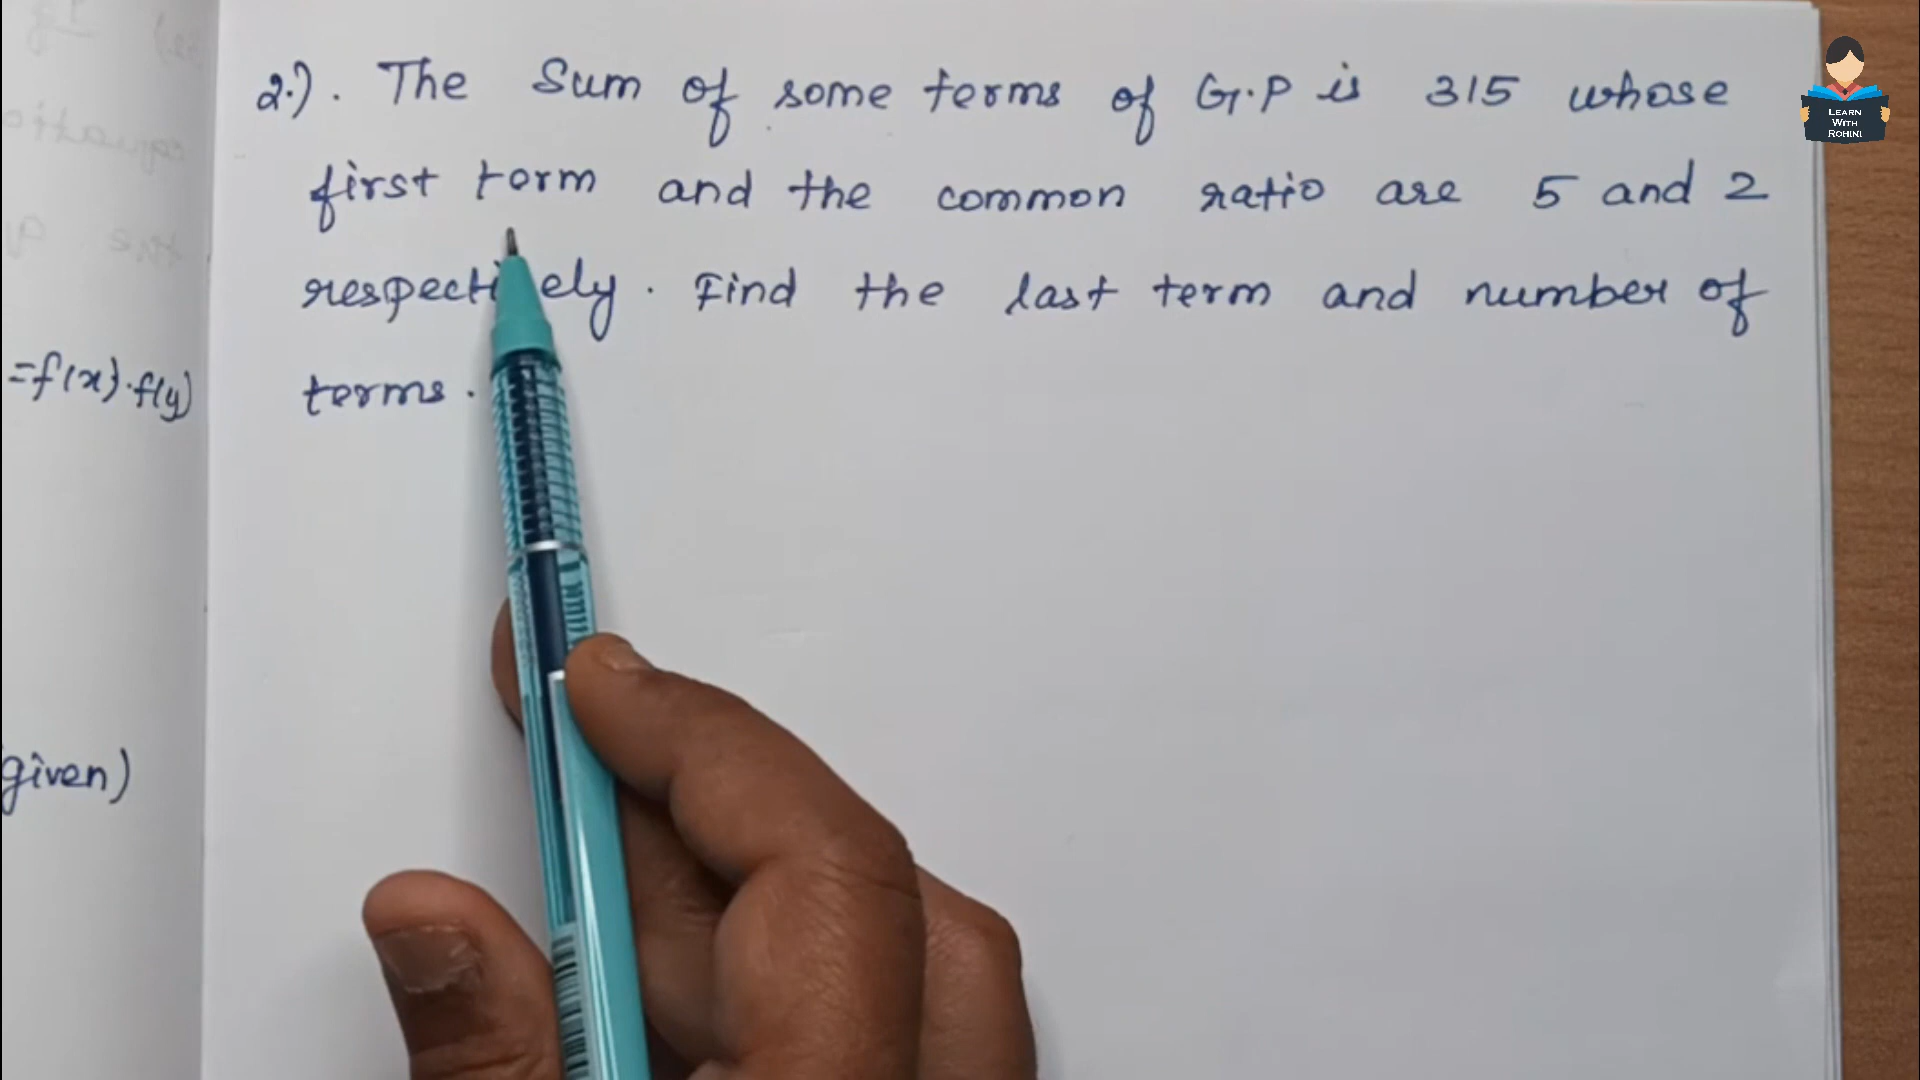 2.). The Sum of some terms of G.P is 315 whose
first term and the common ratio are 5 and 2
respectively. Find the last term and number of
terms.
=f(x).f(y)
given)
LEARN
WITH
ROHINI